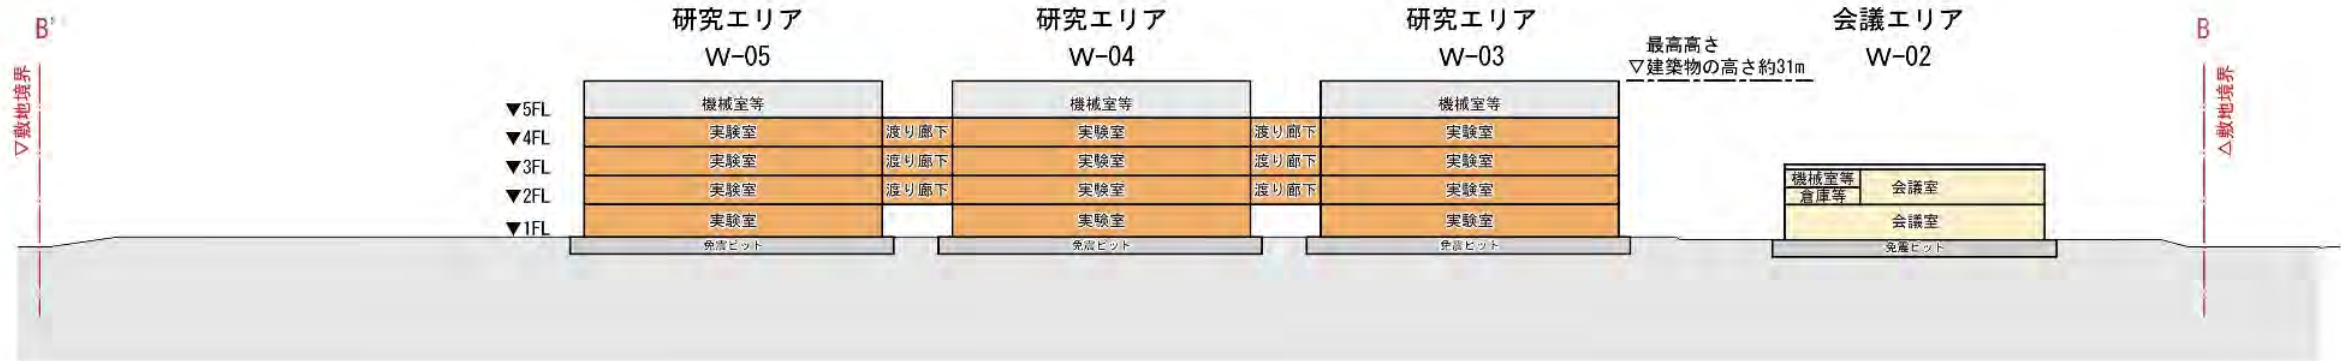 B'
▽敷地境界
研究エリア
W-05
研究エリア
W-04
研究エリア
W-03
最高高さ
▽建築物の高さ約31m
会議エリア
W-02
B
△敷地境界
▼5FL
▼4FL
▼3FL
▼2FL
▼1FL
機械室等 機械室等 機械室等
実験室 渡り廊下 実験室 渡り廊下 実験室
実験室 渡り廊下 実験室 渡り廊下 実験室
実験室 渡り廊下 実験室 渡り廊下 実験室
実験室 実験室 実験室
免震ピット 免震ピット 免震ピット
機械室等
倉庫等
会議室
会議室
免震ピット